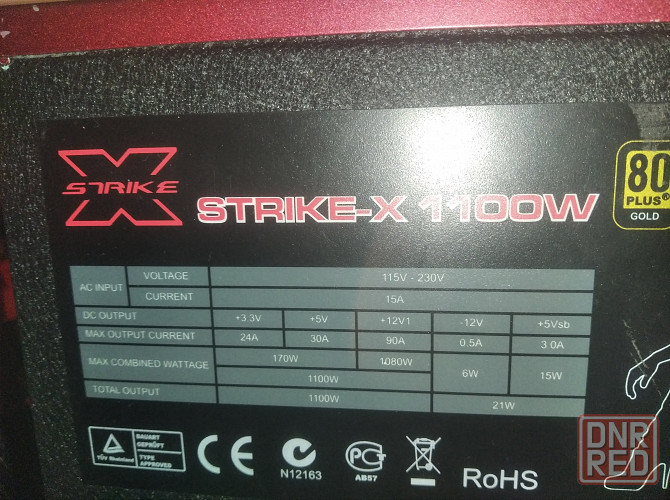 STRIKE
STRIKE-X 1100W
80
PLUS®
GOLD
AC INPUT VOLTAGE 115V - 230V
CURRENT 15A
DC OUTPUT +3.3V +5V +12V1 -12V +5Vsb
MAX OUTPUT CURRENT 24A 30A 90A 0.5A 3.0A
MAX COMBINED WATTAGE 170W 1080W 6W 15W
1100W
TOTAL OUTPUT 1100W 21W
TÜV Rheinland
BAUART
GEPRÜFT
TYPE
APPROVED
CE
N12163
PCT
AB57
RoHS
DNR
RED